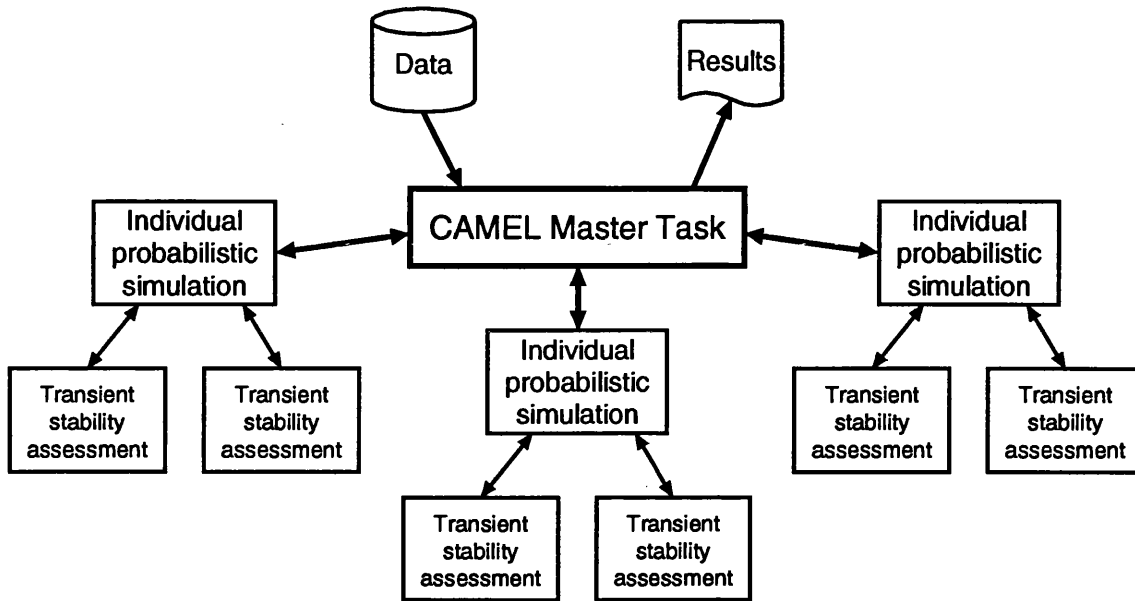 Data
Results
CAMEL Master Task
Individual
probabilistic
simulation
Individual
probabilistic
simulation
Individual
probabilistic
simulation
Transient
stability
assessment
Transient
stability
assessment
Transient
stability
assessment
Transient
stability
assessment
Transient
stability
assessment
Transient
stability
assessment